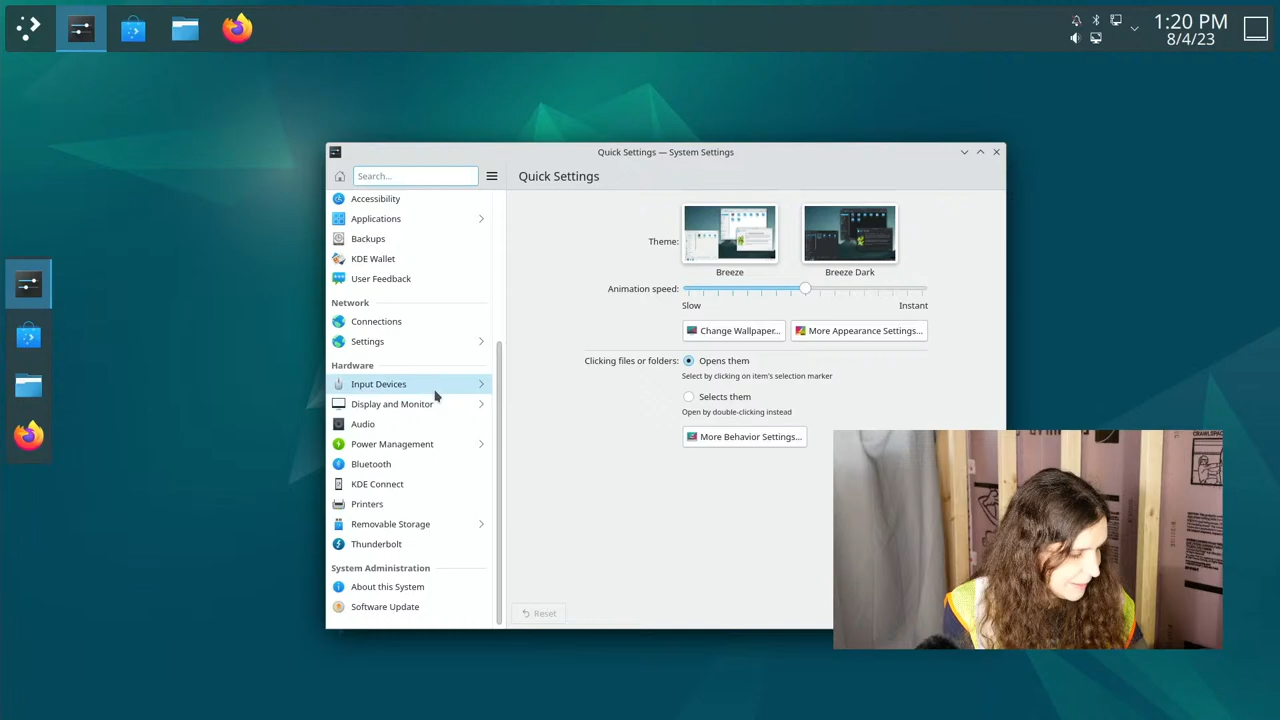 1:20 PM
8/4/23
Quick Settings — System Settings
Search...
Quick Settings
Accessibility
Applications
Backups
KDE Wallet
User Feedback
Network
Connections
Settings
Hardware
Input Devices
Display and Monitor
Audio
Power Management
Bluetooth
KDE Connect
Printers
Removable Storage
Thunderbolt
System Administration
About this System
Software Update
Theme:
Breeze
Breeze Dark
Animation speed:
Slow
Instant
Change Wallpaper...
More Appearance Settings...
Clicking files or folders:
Opens them
Select by clicking on item's selection marker
Selects them
Open by double-clicking instead
More Behavior Settings...
Reset